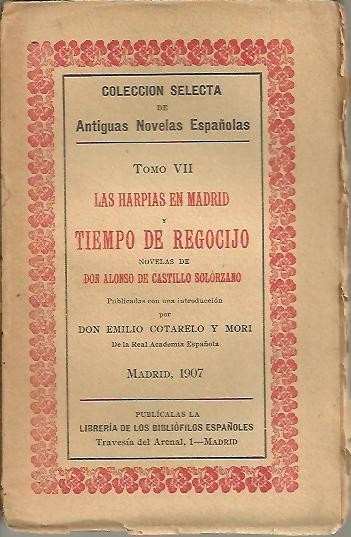 COLECCION SELECTA
DE
Antiguas Novelas Españolas
TOMO VII
LAS HARPIAS EN MADRID
Y
TIEMPO DE REGOCIJO
NOVELAS DE
DON ALONSO DE CASTILLO SOLÓRZANO
Publicadas con una introducción
por
DON EMILIO COTARELO Y MORI
De la Real Academia Española
MADRID, 1907
PUBLÍCALAS LA
LIBRERÍA DE LOS BIBLIÓFILOS ESPAÑOLES
Travesía del Arenal, 1—MADRID